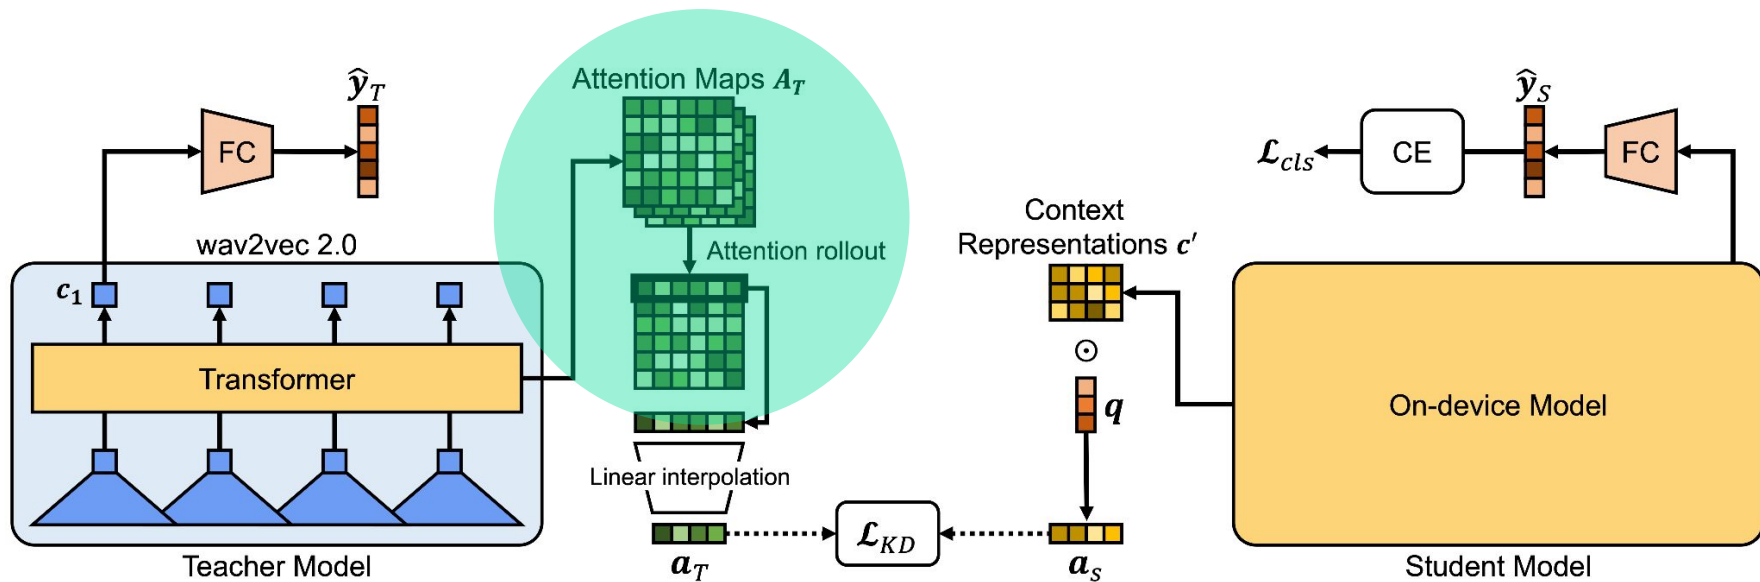 ŷ_T
FC
wav2vec 2.0
c₁
Transformer
Teacher Model
Attention Maps A_T
Attention rollout
Linear interpolation
a_T
𝓛_KD
Context
Representations c′
⊙
q
a_s
𝓛_cls
CE
ŷ_S
FC
On-device Model
Student Model